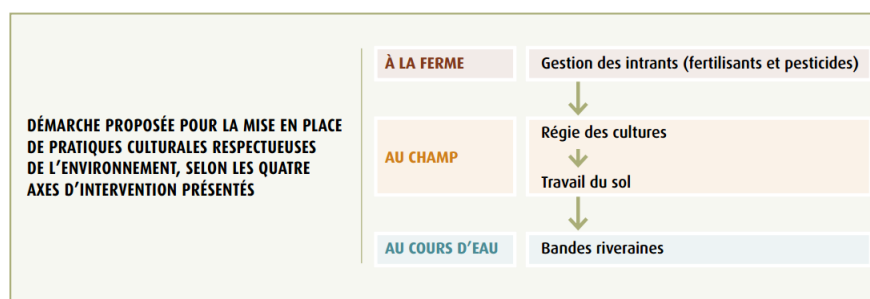 DÉMARCHE PROPOSÉE POUR LA MISE EN PLACE
DE PRATIQUES CULTURALES RESPECTUEUSES
DE L'ENVIRONNEMENT, SELON LES QUATRE
AXES D'INTERVENTION PRÉSENTÉS
À LA FERME
Gestion des intrants (fertilisants et pesticides)
AU CHAMP
Régie des cultures
Travail du sol
AU COURS D'EAU
Bandes riveraines